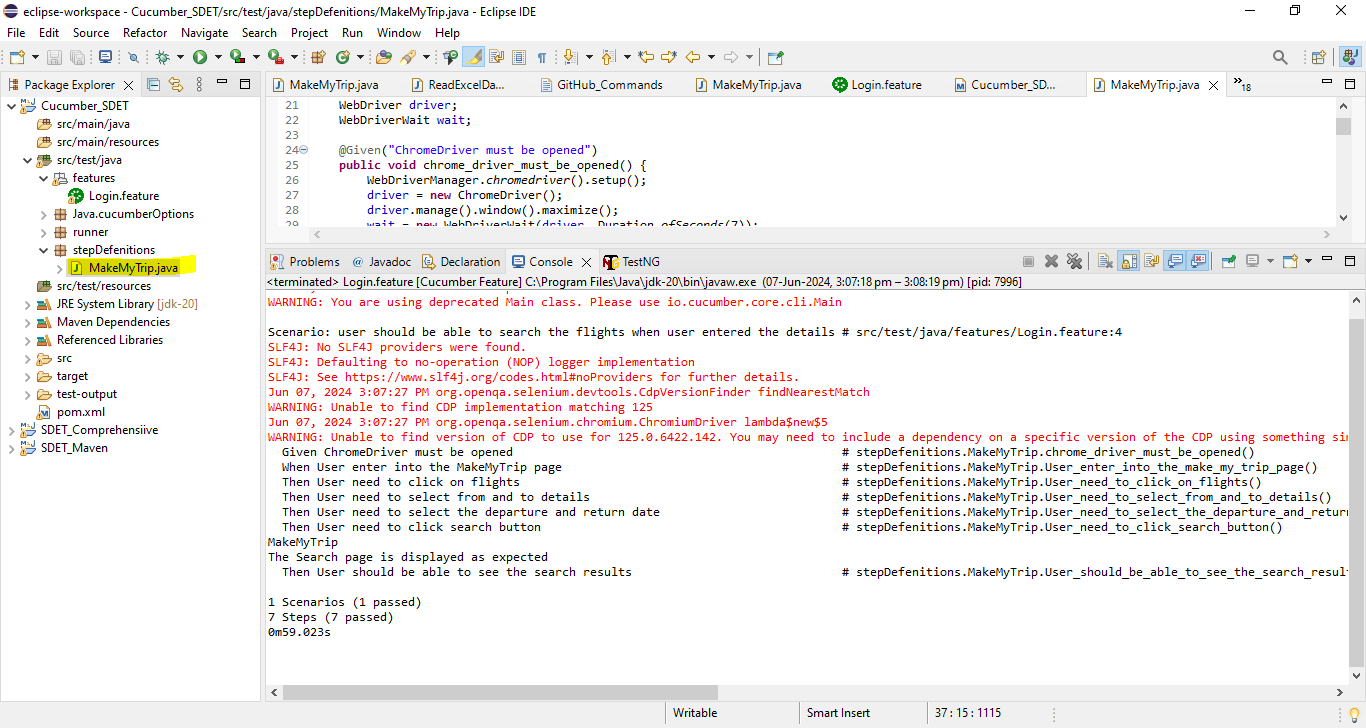 eclipse-workspace - Cucumber_SDET/src/test/java/stepDefenitions/MakeMyTrip.java - Eclipse IDE
File Edit Source Refactor Navigate Search Project Run Window Help
Package Explorer
Cucumber_SDET
src/main/java
src/main/resources
src/test/java
features
Login.feature
Java.cucumberOptions
runner
stepDefenitions
MakeMyTrip.java
src/test/resources
JRE System Library [jdk-20]
Maven Dependencies
Referenced Libraries
src
target
test-output
pom.xml
SDET_Comprehensiive
SDET_Maven
MakeMyTrip.java ReadExcelDa... GitHub_Commands MakeMyTrip.java Login.feature Cucumber_SD... MakeMyTrip.java »18
21 WebDriver driver;
22 WebDriverWait wait;
23
24 @Given("ChromeDriver must be opened")
25 public void chrome_driver_must_be_opened() {
26 WebDriverManager.chromedriver().setup();
27 driver = new ChromeDriver();
28 driver.manage().window().maximize();
29 wait = new WebDriverWait(driver, Duration.ofSeconds(7));
Problems @ Javadoc Declaration Console TestNG
<terminated> Login.feature [Cucumber Feature] C:\Program Files\Java\jdk-20\bin\javaw.exe (07-Jun-2024, 3:07:18 pm – 3:08:19 pm) [pid: 7996]
WARNING: You are using deprecated Main class. Please use io.cucumber.core.cli.Main
Scenario: user should be able to search the flights when user entered the details # src/test/java/features/Login.feature:4
SLF4J: No SLF4J providers were found.
SLF4J: Defaulting to no-operation (NOP) logger implementation
SLF4J: See https://www.slf4j.org/codes.html#noProviders for further details.
Jun 07, 2024 3:07:27 PM org.openqa.selenium.devtools.CdpVersionFinder findNearestMatch
WARNING: Unable to find CDP implementation matching 125
Jun 07, 2024 3:07:27 PM org.openqa.selenium.chromium.ChromiumDriver lambda$new$5
WARNING: Unable to find version of CDP to use for 125.0.6422.142. You may need to include a dependency on a specific version of the CDP using something si
Given ChromeDriver must be opened # stepDefenitions.MakeMyTrip.chrome_driver_must_be_opened()
When User enter into the MakeMyTrip page # stepDefenitions.MakeMyTrip.User_enter_into_the_make_my_trip_page()
Then User need to click on flights # stepDefenitions.MakeMyTrip.User_need_to_click_on_flights()
Then User need to select from and to details # stepDefenitions.MakeMyTrip.User_need_to_select_from_and_to_details()
Then User need to select the departure and return date # stepDefenitions.MakeMyTrip.User_need_to_select_the_departure_and_retur
Then User need to click search button # stepDefenitions.MakeMyTrip.User_need_to_click_search_button()
MakeMyTrip
The Search page is displayed as expected
Then User should be able to see the search results # stepDefenitions.MakeMyTrip.User_should_be_able_to_see_the_search_resul
1 Scenarios (1 passed)
7 Steps (7 passed)
0m59.023s
Writable Smart Insert 37 : 15 : 1115